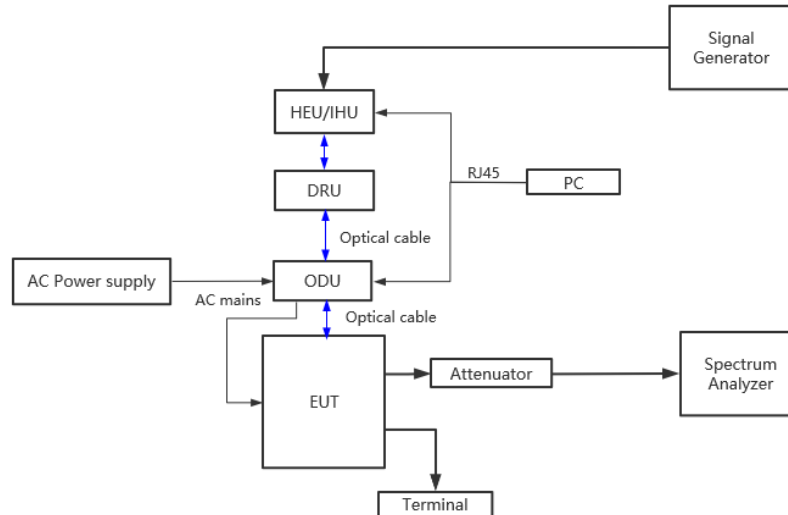 Signal
Generator
HEU/IHU
RJ45
PC
DRU
Optical cable
AC Power supply
ODU
AC mains
Optical cable
EUT
Attenuator
Spectrum
Analyzer
Terminal